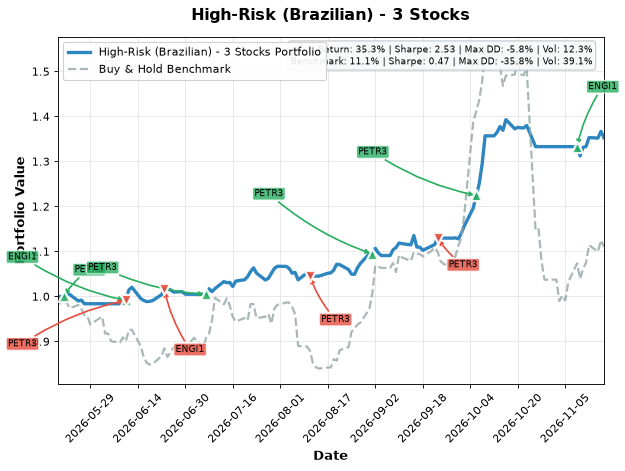 High-Risk (Brazilian) - 3 Stocks
High-Risk (Brazilian) - 3 Stocks Portfolio
Buy & Hold Benchmark
35.3% | Sharpe: 2.53 | Max DD: -5.8% | Vol: 12.3%
Benchmark: 11.1% | Sharpe: 0.47 | Max DD: -35.8% | Vol: 39.1%
ENGI1
PETR3
PETR3
ENGI1
PETR3
PETR3
PETR3
PETR3
ENGI1
Portfolio Value
1.5
1.4
1.3
1.2
1.1
1.0
2026-05-29
2026-06-14
2026-06-30
2026-07-16
2026-08-01
2026-08-17
2026-09-02
2026-09-18
2026-10-04
2026-10-20
2026-11-05
Date